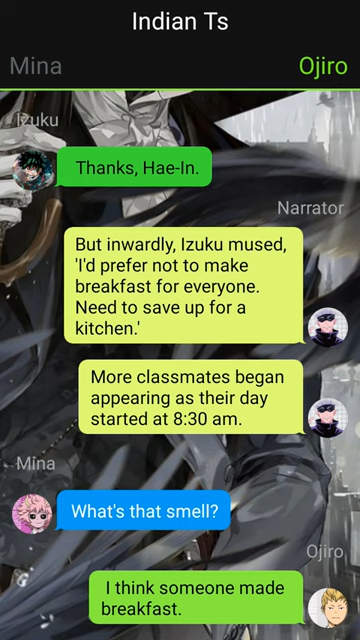 Indian Ts
Mina
Ojiro
Izuku
Thanks, Hae-In.
Narrator
But inwardly, Izuku mused,
'I'd prefer not to make
breakfast for everyone.
Need to save up for a
kitchen.'
More classmates began
appearing as their day
started at 8:30 am.
Mina
What's that smell?
Ojiro
I think someone made
breakfast.